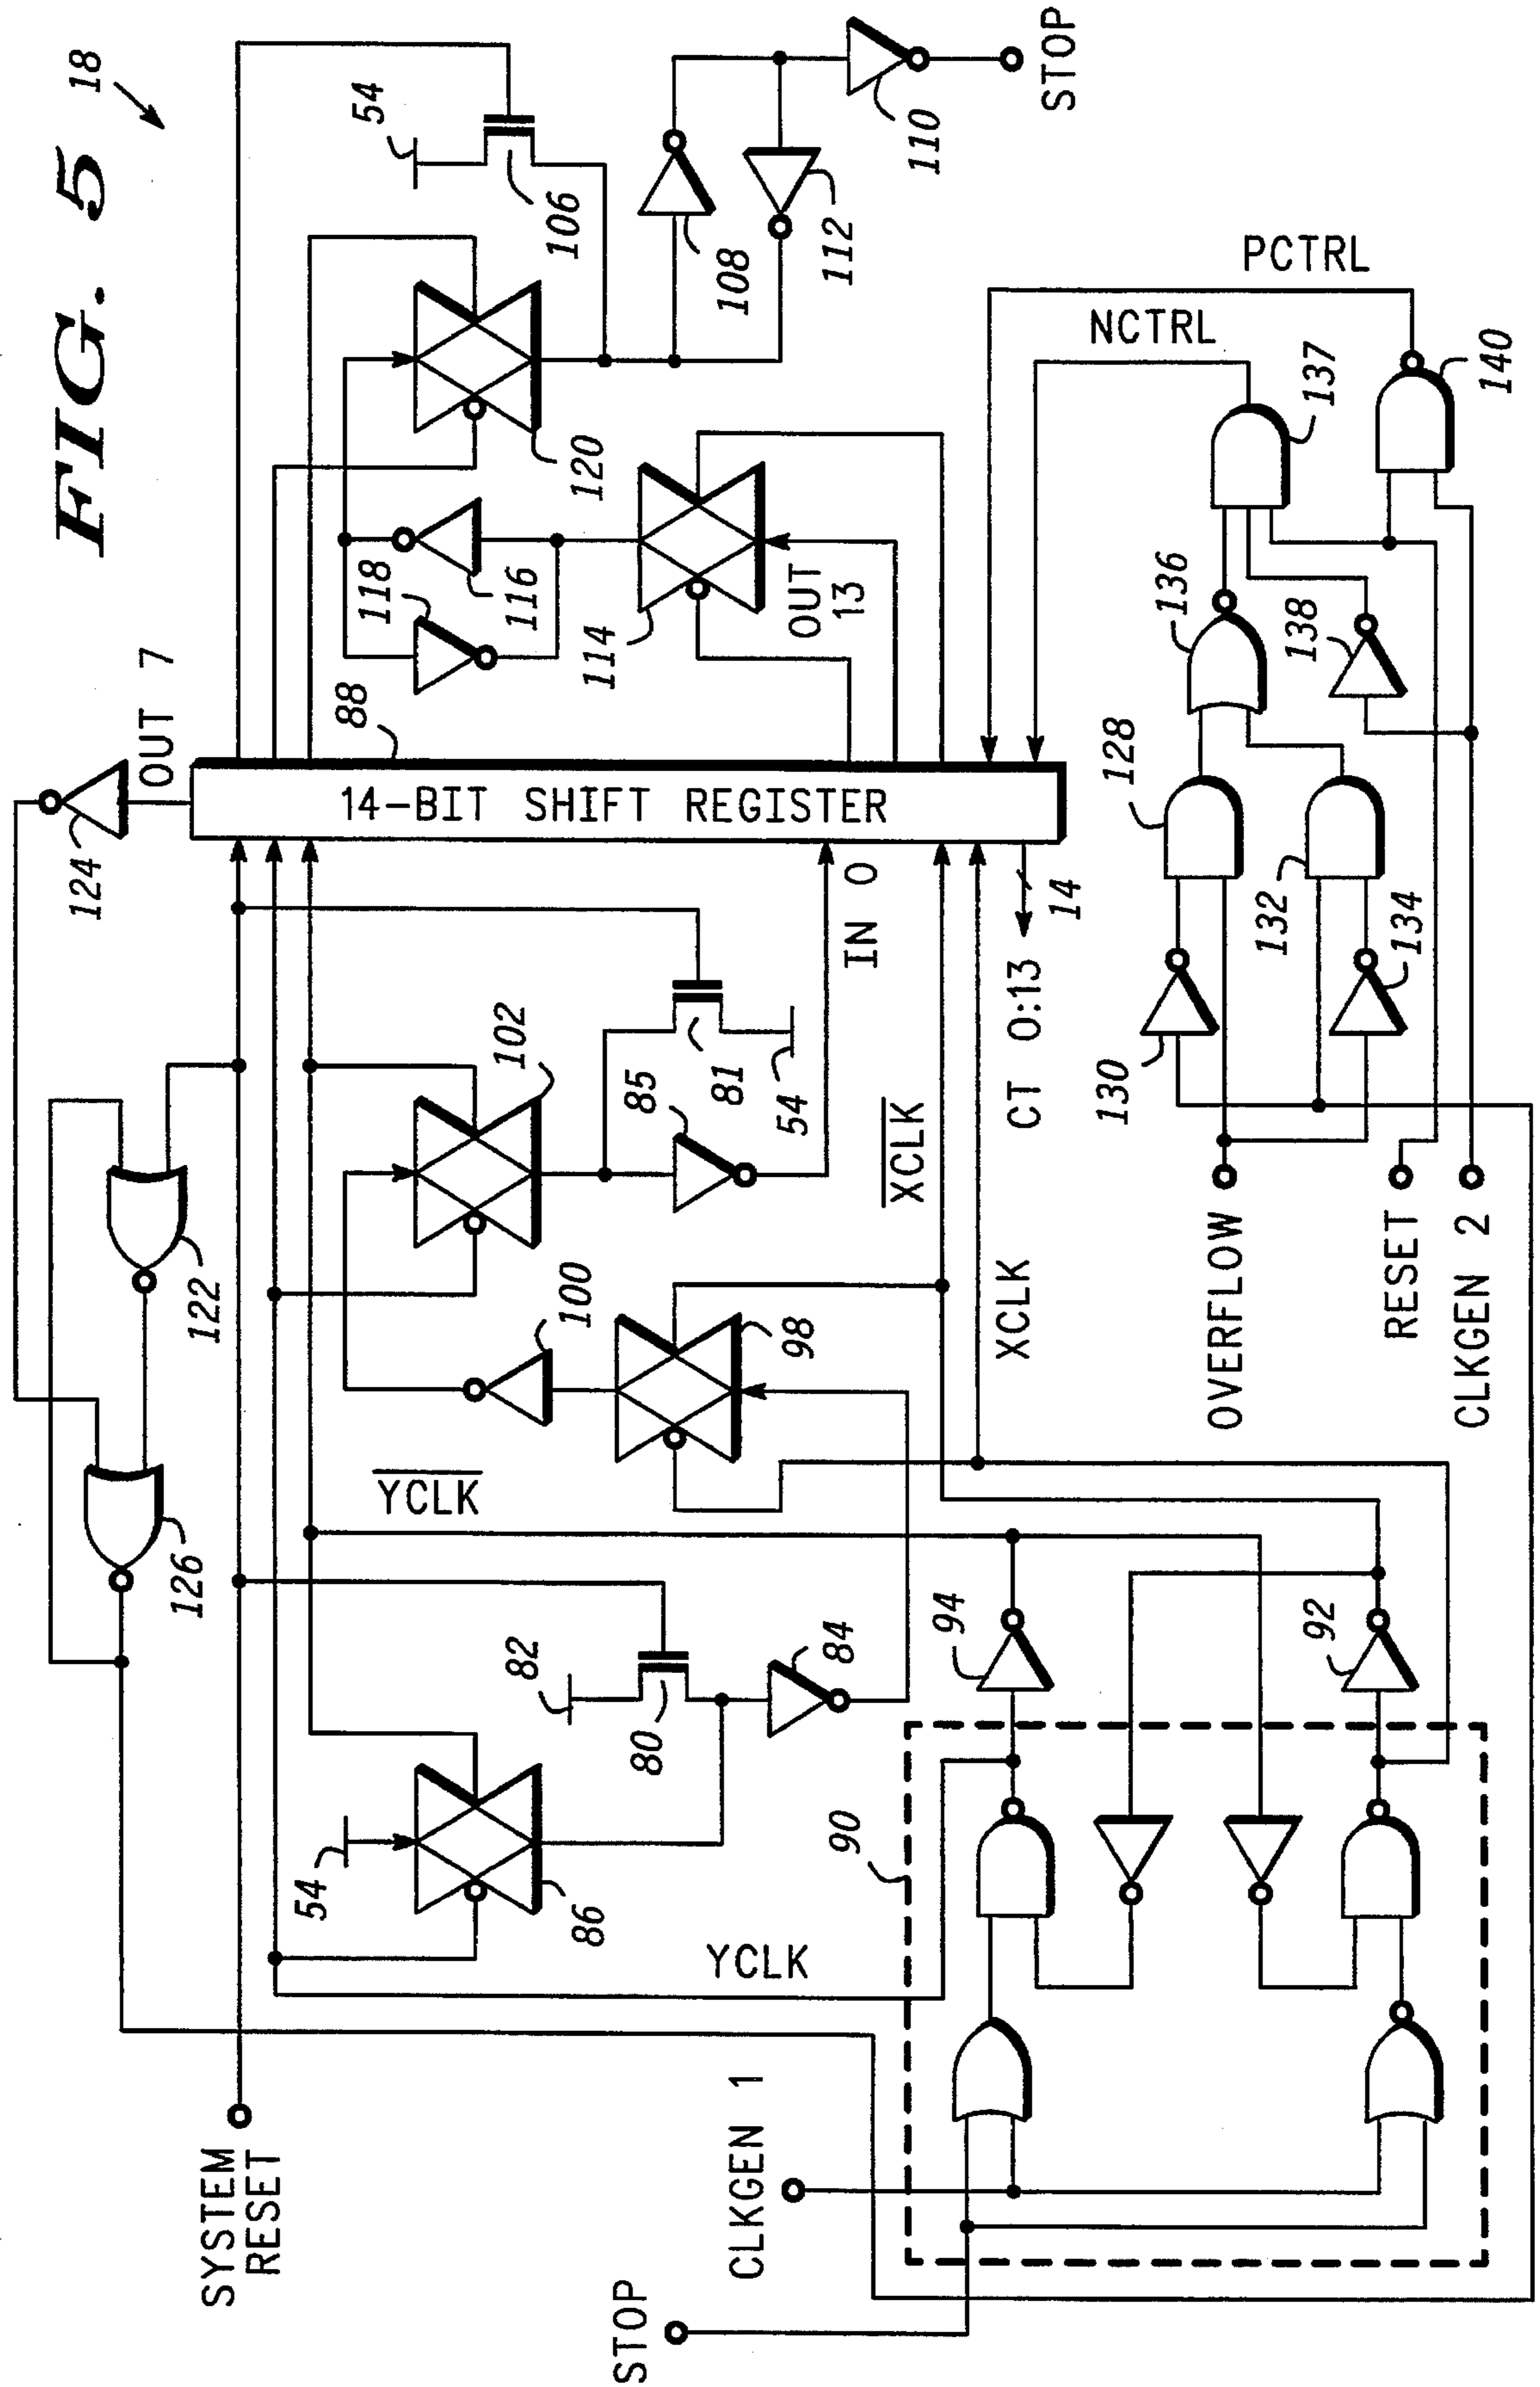 FIG. 5
18
SYSTEM
RESET
STOP
CLKGEN 1
126
122
124
OUT 7
88
14-BIT SHIFT REGISTER
54
86
82
80
84
YCLK
YCLK
90
94
92
100
98
102
85
81
54
IN 0
XCLK
XCLK
CT 0:13
14
118
116
114
OUT
13
120
54
106
108
112
110
STOP
OVERFLOW
RESET
CLKGEN 2
130
134
132
128
136
138
137
140
NCTRL
PCTRL